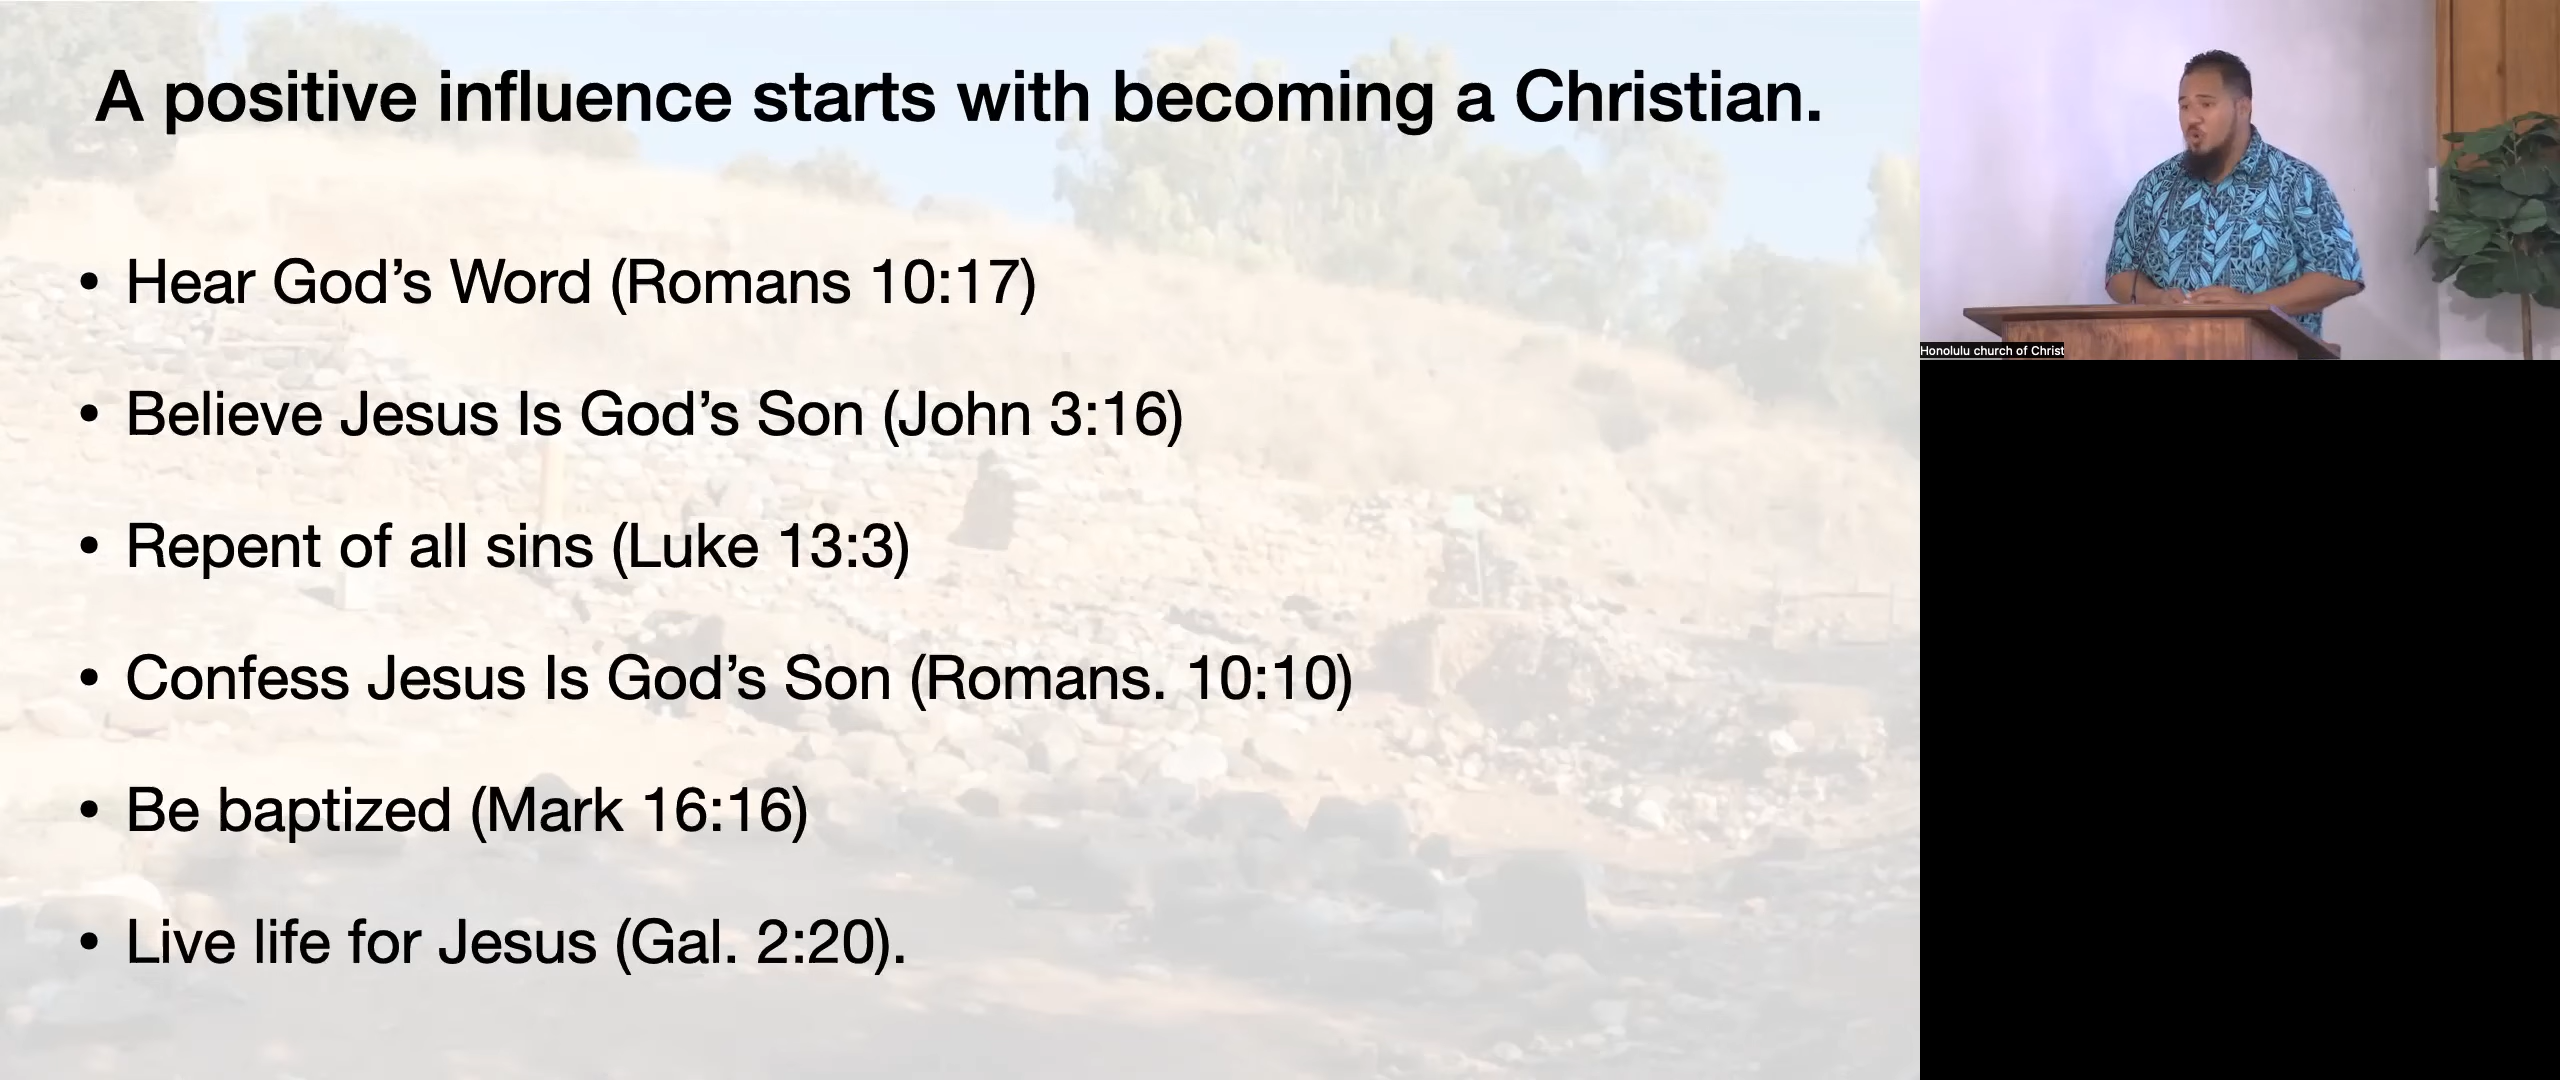 A positive influence starts with becoming a Christian.
• Hear God’s Word (Romans 10:17)
• Believe Jesus Is God’s Son (John 3:16)
• Repent of all sins (Luke 13:3)
• Confess Jesus Is God’s Son (Romans. 10:10)
• Be baptized (Mark 16:16)
• Live life for Jesus (Gal. 2:20).
Honolulu church of Christ